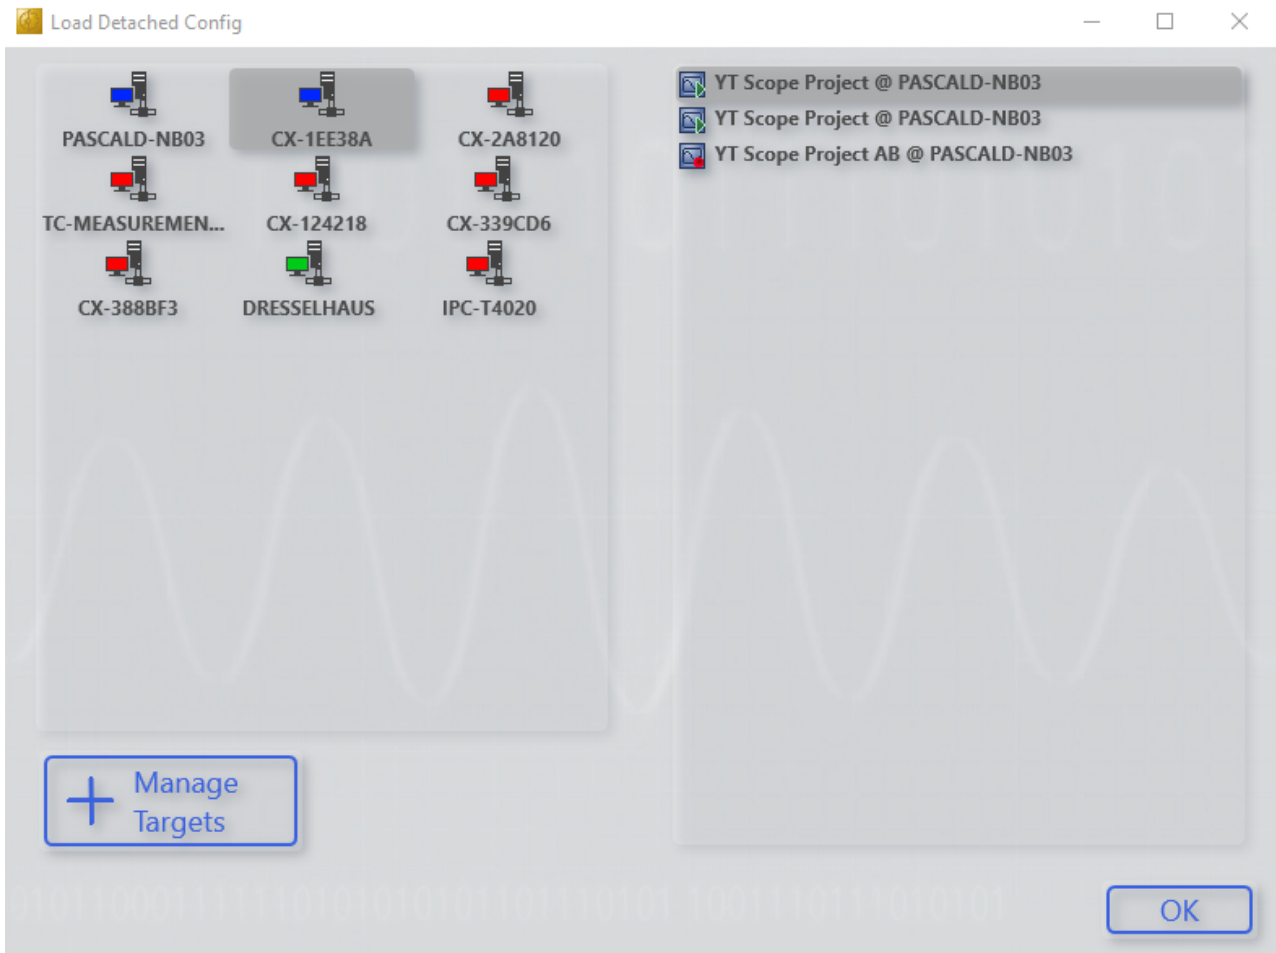 Load Detached Config
PASCALD-NB03
CX-1EE38A
CX-2A8120
TC-MEASUREMEN...
CX-124218
CX-339CD6
CX-388BF3
DRESSELHAUS
IPC-T4020
YT Scope Project @ PASCALD-NB03
YT Scope Project @ PASCALD-NB03
YT Scope Project AB @ PASCALD-NB03
Manage
Targets
OK